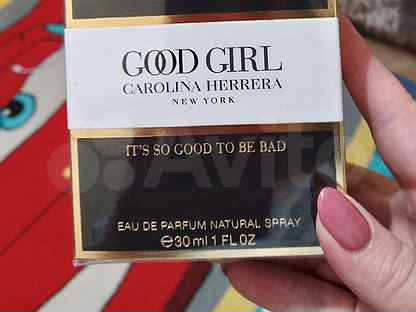 GOOD GIRL
CAROLINA HERRERA
NEW YORK
IT'S SO GOOD TO BE BAD
Avito
EAU DE PARFUM NATURAL SPRAY
℮30 ml 1 FL OZ